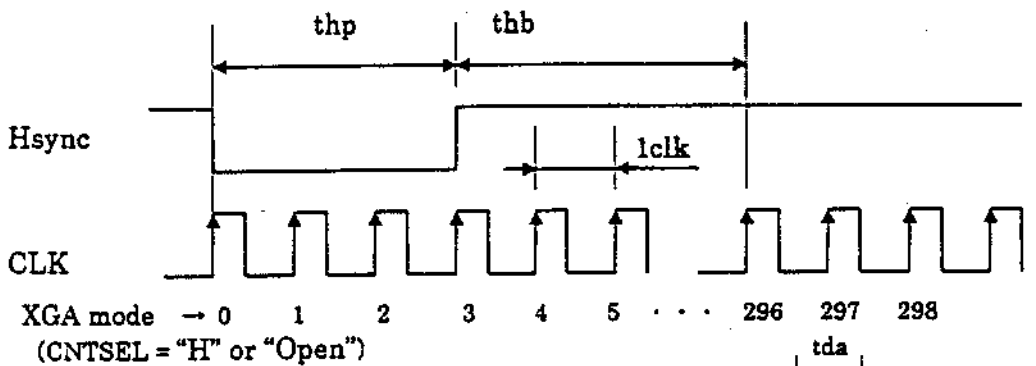 thp thb
Hsync
1clk
CLK
XGA mode → 0 1 2 3 4 5 · · · · 296 297 298
(CNTSEL = “H” or “Open”)
tda